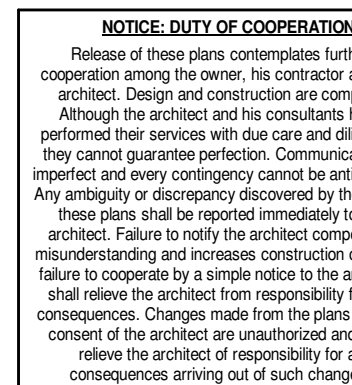 NOTICE: DUTY OF COOPERATION
Release of these plans contemplates furth
cooperation among the owner, his contractor a
architect. Design and construction are comp
Although the architect and his consultants h
performed their services with due care and dili
they cannot guarantee perfection. Communica
imperfect and every contingency cannot be anti
Any ambiguity or discrepancy discovered by the
these plans shall be reported immediately to
architect. Failure to notify the architect compo
misunderstanding and increases construction c
failure to cooperate by a simple notice to the ar
shall relieve the architect from responsibility f
consequences. Changes made from the plans
consent of the architect are unauthorized and
relieve the architect of responsibility for a
consequences arriving out of such change